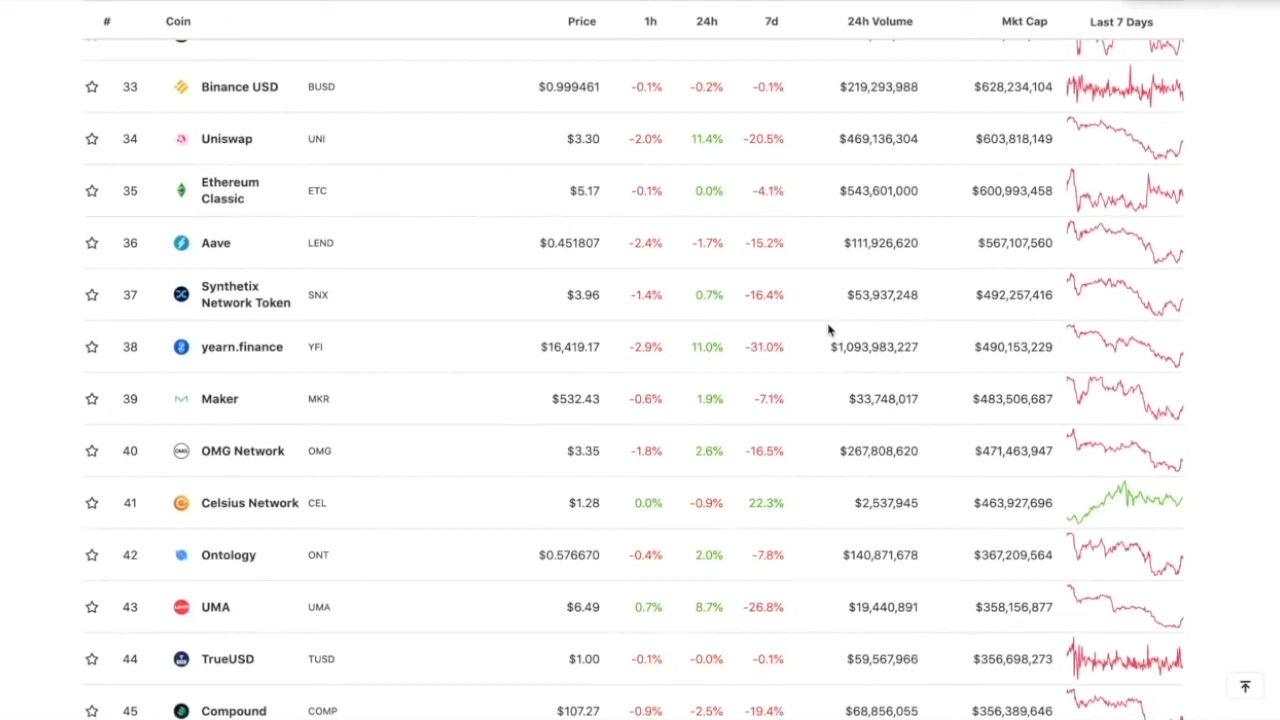 # Coin Price 1h 24h 7d 24h Volume Mkt Cap Last 7 Days
33 Binance USD BUSD $0.999461 -0.1% -0.2% -0.1% $219,293,988 $628,234,104
34 Uniswap UNI $3.30 -2.0% 11.4% -20.5% $469,136,304 $603,818,149
35 Ethereum Classic ETC $5.17 -0.1% 0.0% -4.1% $543,601,000 $600,993,458
36 Aave LEND $0.451807 -2.4% -1.7% -15.2% $111,926,620 $567,107,560
37 Synthetix Network Token SNX $3.96 -1.4% 0.7% -16.4% $53,937,248 $492,257,416
38 yearn.finance YFI $16,419.17 -2.9% 11.0% -31.0% $1,093,983,227 $490,153,229
39 Maker MKR $532.43 -0.6% 1.9% -7.1% $33,748,017 $483,506,687
40 OMG Network OMG $3.35 -1.8% 2.6% -16.5% $267,808,620 $471,463,947
41 Celsius Network CEL $1.28 0.0% -0.9% 22.3% $2,537,945 $463,927,696
42 Ontology ONT $0.576670 -0.4% 2.0% -7.8% $140,871,678 $367,209,564
43 UMA UMA $6.49 0.7% 8.7% -26.8% $19,440,891 $358,156,877
44 TrueUSD TUSD $1.00 -0.1% -0.0% -0.1% $59,567,966 $356,698,273
45 Compound COMP $107.27 -0.9% -2.5% -19.4% $68,856,055 $356,389,646